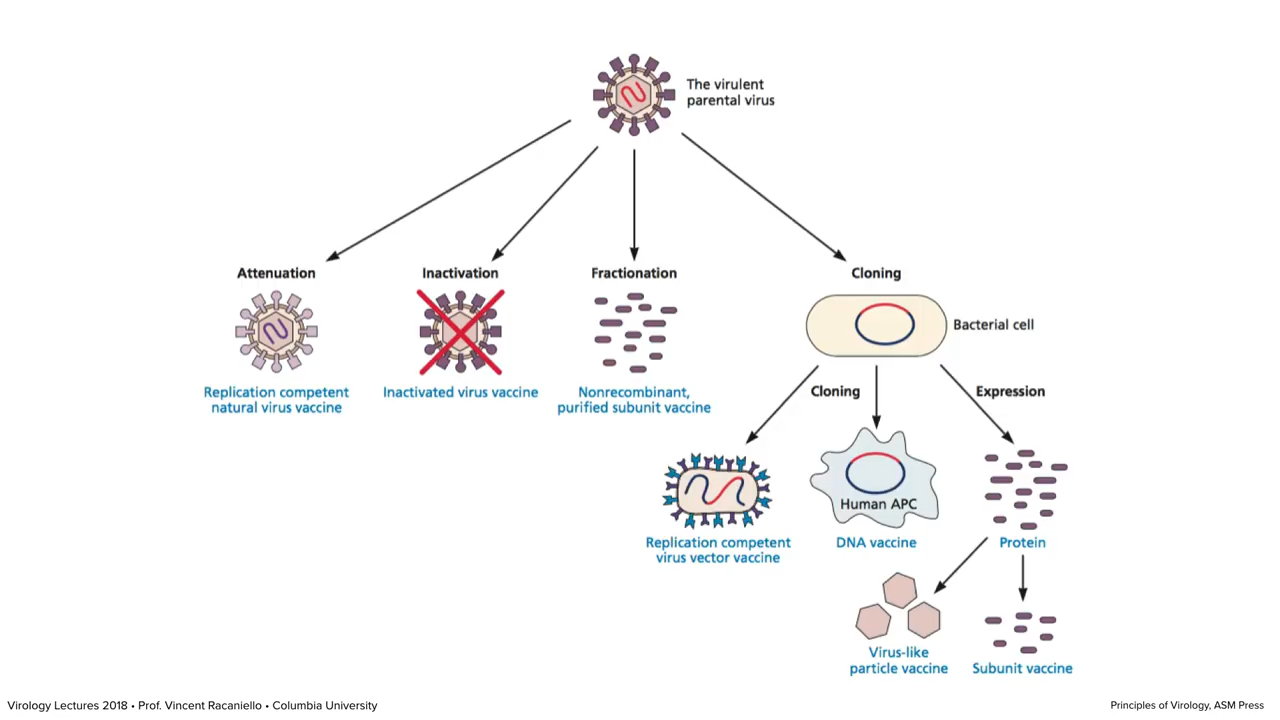 The virulent
parental virus
Attenuation
Inactivation
Fractionation
Cloning
Bacterial cell
Replication competent
natural virus vaccine
Inactivated virus vaccine
Nonrecombinant,
purified subunit vaccine
Cloning
Expression
Human APC
Replication competent
virus vector vaccine
DNA vaccine
Protein
Virus-like
particle vaccine
Subunit vaccine
Virology Lectures 2018 • Prof. Vincent Racaniello • Columbia University
Principles of Virology, ASM Press